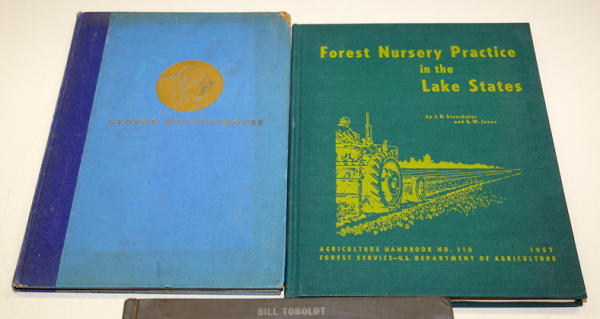 GEORGE WESTINGHOUSE
Forest Nursery Practice
in the
Lake States
by J. H. Stoeckeler
and G. W. Jones
AGRICULTURE HANDBOOK NO. 110 1957
FOREST SERVICE—U.S. DEPARTMENT OF AGRICULTURE
BILL TOBOLDT